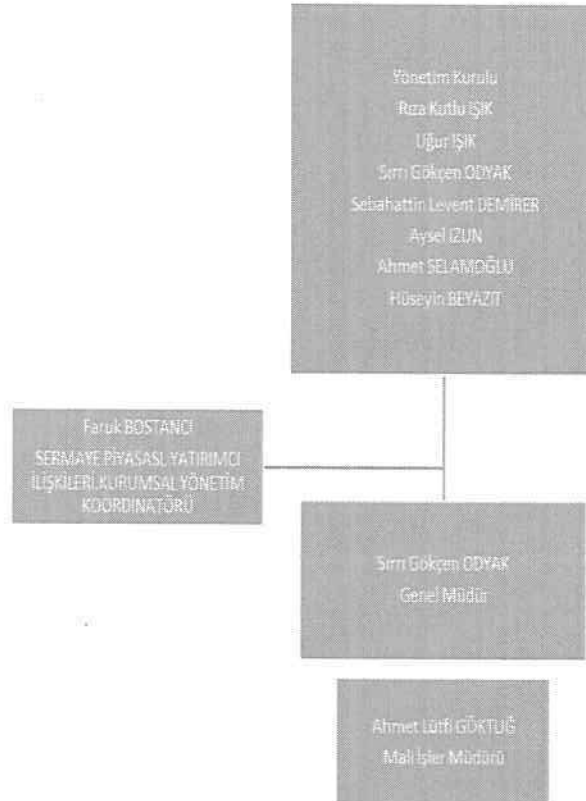 Yönetim Kurulu
Rıza Kutlu IŞIK
Uğur IŞIK
Sırrı Gökçen ODYAK
Sebahattin Levent DEMİRER
Aysel IZUN
Ahmet SELAMOĞLU
Hüseyin BEYAZIT
Faruk BOSTANCI
SERMAYE PİYASASI, YATIRIMCI
İLİŞKİLERİ,KURUMSAL YÖNETİM
KOORDİNATÖRÜ
Sırrı Gökçen ODYAK
Genel Müdür
Ahmet Lütfi GÖKTUĞ
Mali İşler Müdürü